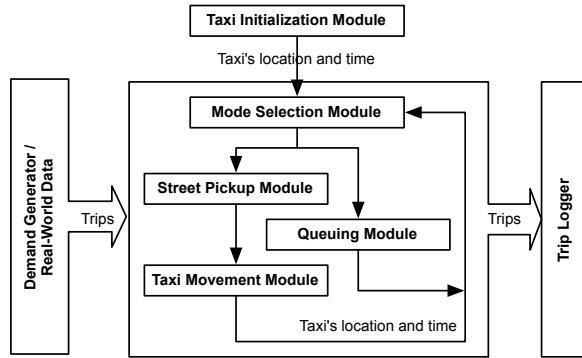 Taxi Initialization Module
Taxi's location and time
Mode Selection Module
Demand Generator /
Real-World Data
Trips
Street Pickup Module
Queuing Module
Taxi Movement Module
Taxi's location and time
Trips
Trip Logger